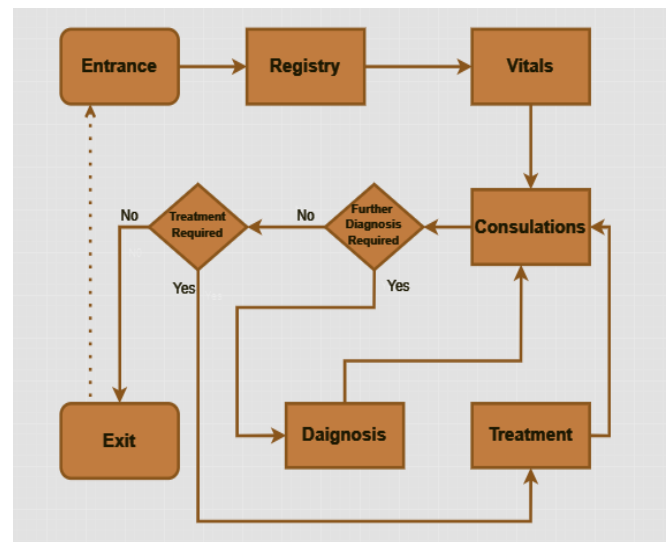 Entrance
Registry
Vitals
No
Treatment
Required
No
Further
Diagnosis
Required
Consulations
Yes
Yes
Exit
Daignosis
Treatment